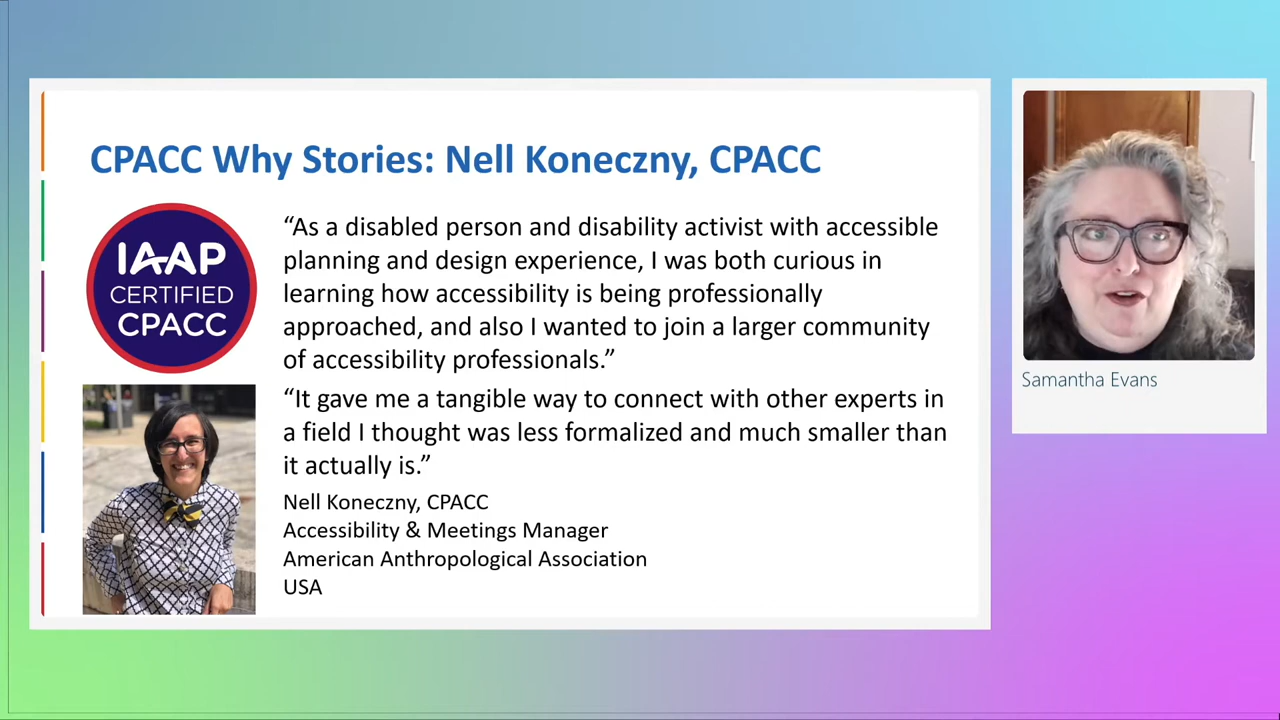 CPACC Why Stories: Nell Koneczny, CPACC
IAAP
CERTIFIED
CPACC
“As a disabled person and disability activist with accessible
planning and design experience, I was both curious in
learning how accessibility is being professionally
approached, and also I wanted to join a larger community
of accessibility professionals.”
“It gave me a tangible way to connect with other experts in
a field I thought was less formalized and much smaller than
it actually is.”
Nell Koneczny, CPACC
Accessibility & Meetings Manager
American Anthropological Association
USA
Samantha Evans